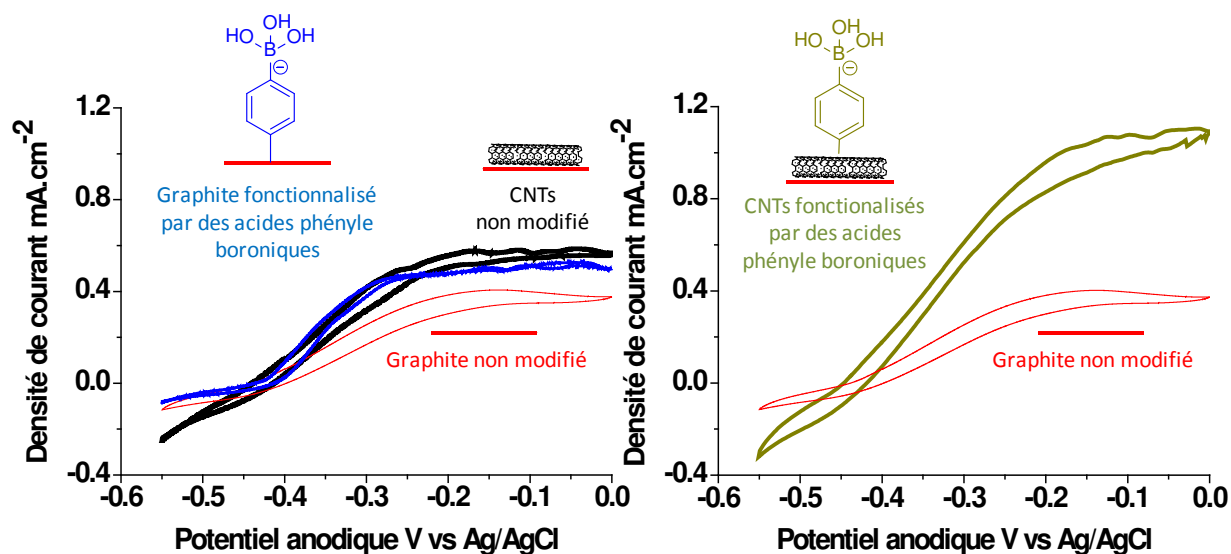 OH
HO OH
B
⊖
Graphite fonctionnalisé
par des acides phényle
boroniques
CNTs
non modifié
Graphite non modifié
Densité de courant mA.cm-2
1.2
0.8
0.4
0.0
-0.4
-0.6 -0.5 -0.4 -0.3 -0.2 -0.1 0.0
Potentiel anodique V vs Ag/AgCl
OH
HO OH
B
⊖
CNTs fonctionalisés
par des acides
phényle boroniques
Graphite non modifié
Densité de courant mA.cm-2
1.2
0.8
0.4
0.0
-0.4
-0.6 -0.5 -0.4 -0.3 -0.2 -0.1 0.0
Potentiel anodique V vs Ag/AgCl